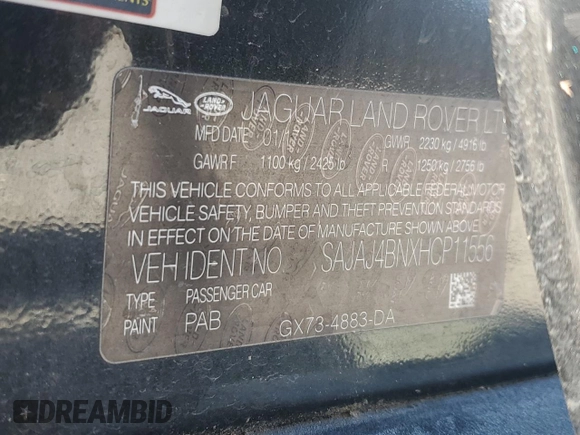 JAGUAR LAND ROVER JAGUAR LAND ROVER LT
MFD DATE 01/ GVWR 2230 kg / 4916 lb
GAWR F 1100 kg / 2425 lb R 1250 kg / 2756 lb
THIS VEHICLE CONFORMS TO ALL APPLICABLE FEDERAL MOTOR
VEHICLE SAFETY, BUMPER AND THEFT PREVENTION STANDARDS
IN EFFECT ON THE DATE OF MANUFACTURE SHOWN ABOVE.
VEH IDENT NO SAJAJ4BNXHCP11556
TYPE PASSENGER CAR
PAINT PAB GX73-4883-DA
DREAMBID